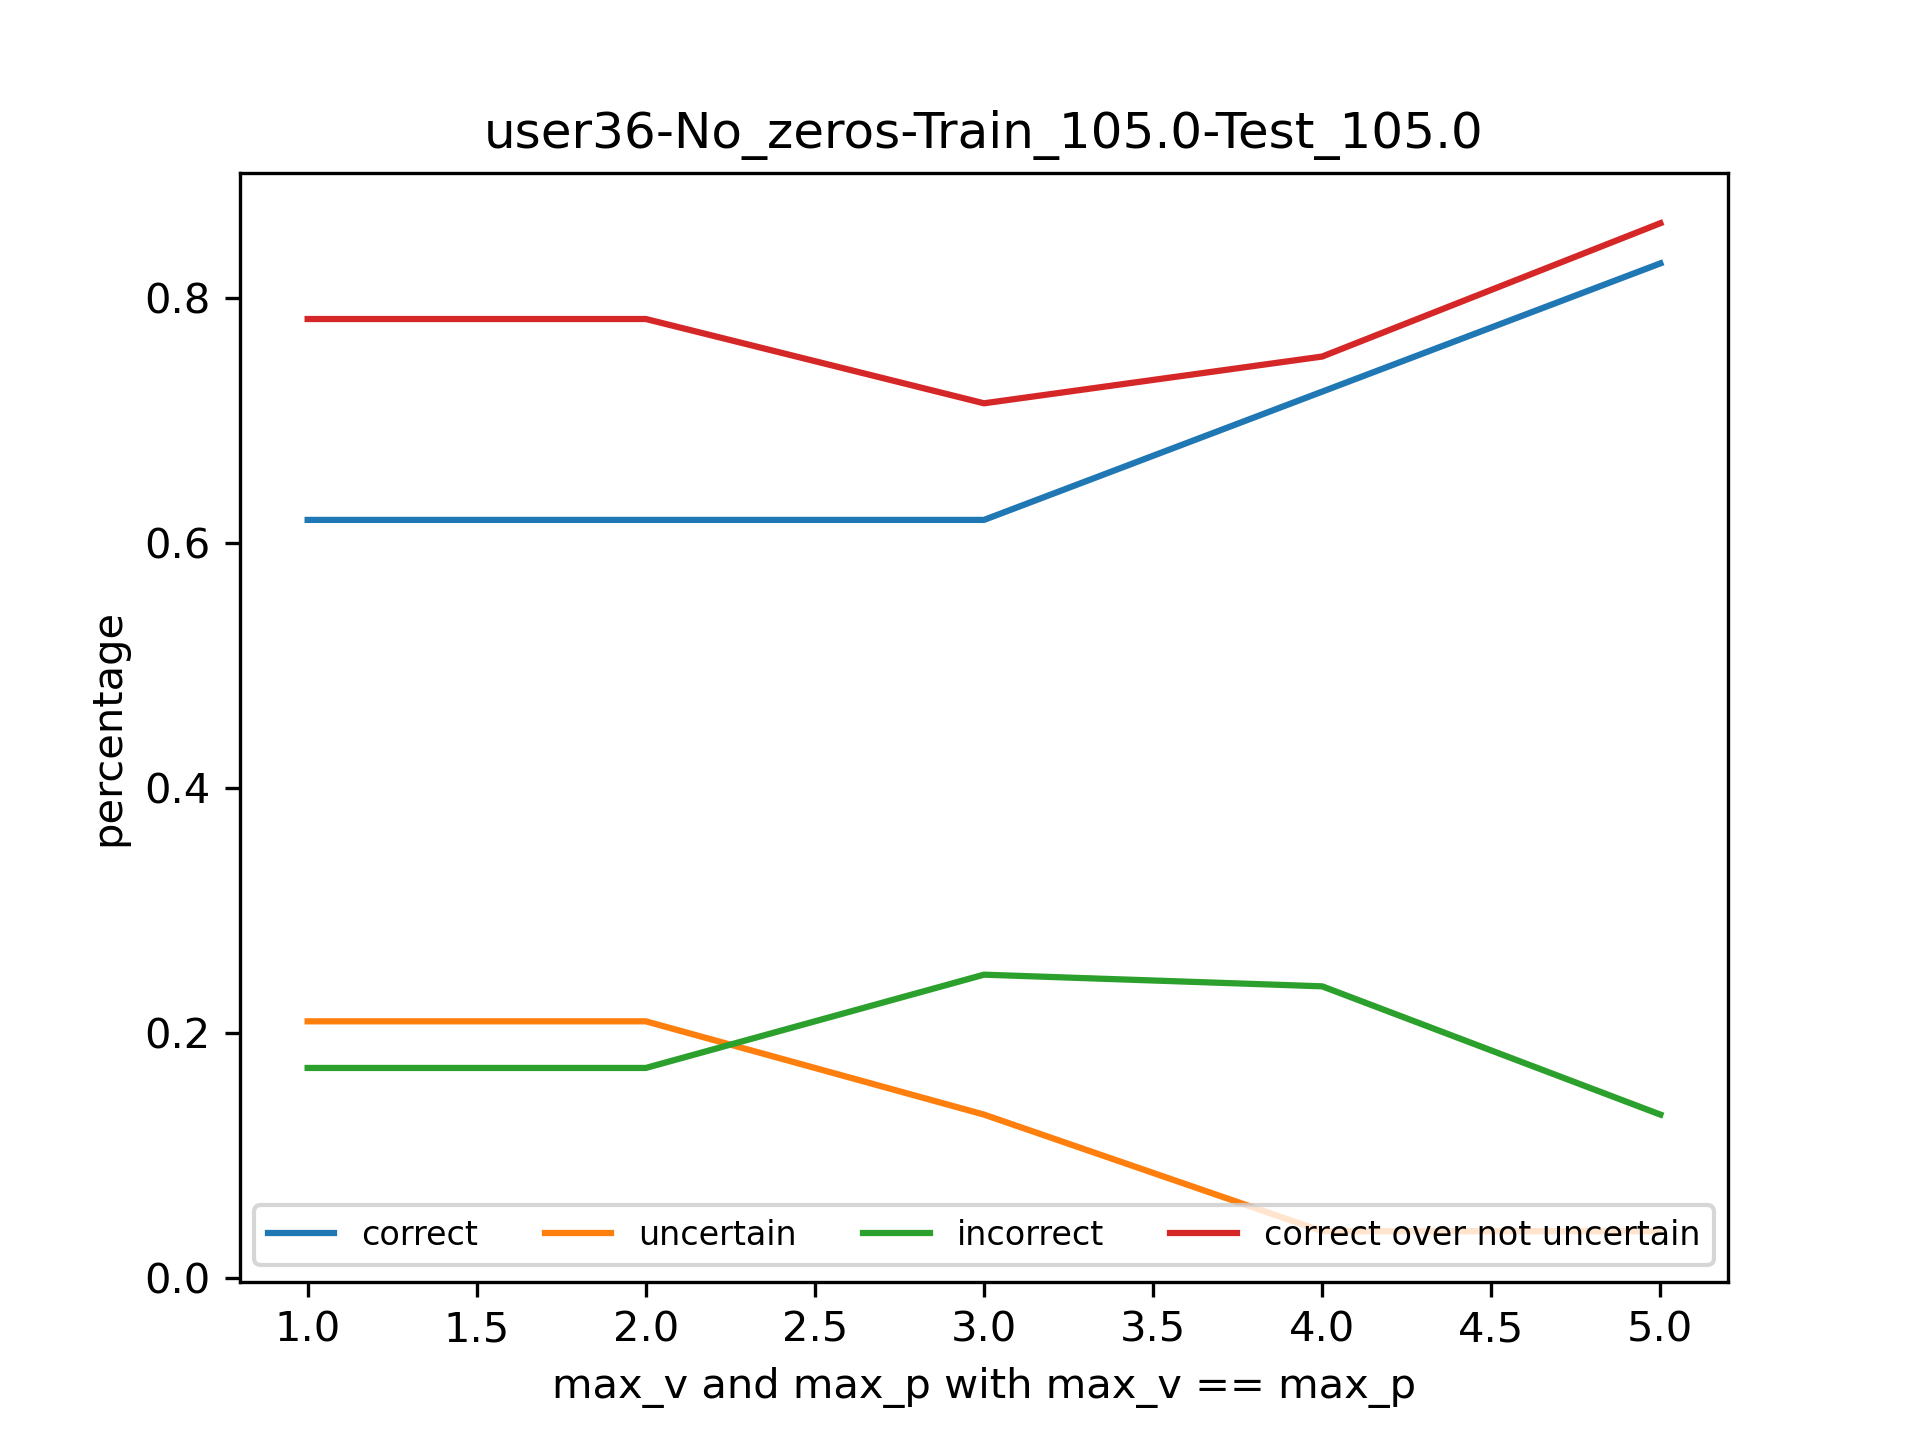 user36-No_zeros-Train_105.0-Test_105.0
percentage
0.8
0.6
0.4
0.2
0.0
correct uncertain incorrect correct over not uncertain
1.0 1.5 2.0 2.5 3.0 3.5 4.0 4.5 5.0
max_v and max_p with max_v == max_p